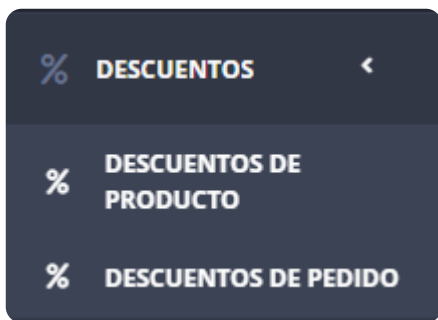 % DESCUENTOS
% DESCUENTOS DE
PRODUCTO
% DESCUENTOS DE PEDIDO